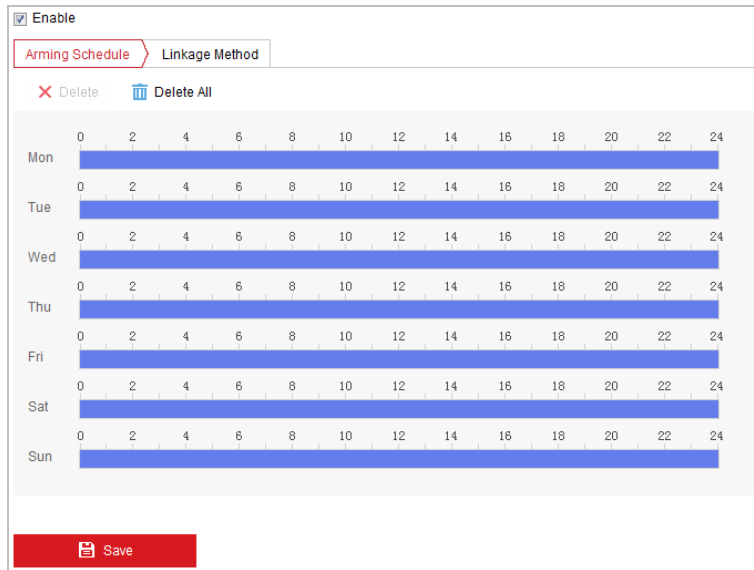 Enable
Arming Schedule Linkage Method
Delete Delete All
0 2 4 6 8 10 12 14 16 18 20 22 24
Mon
0 2 4 6 8 10 12 14 16 18 20 22 24
Tue
0 2 4 6 8 10 12 14 16 18 20 22 24
Wed
0 2 4 6 8 10 12 14 16 18 20 22 24
Thu
0 2 4 6 8 10 12 14 16 18 20 22 24
Fri
0 2 4 6 8 10 12 14 16 18 20 22 24
Sat
0 2 4 6 8 10 12 14 16 18 20 22 24
Sun
Save